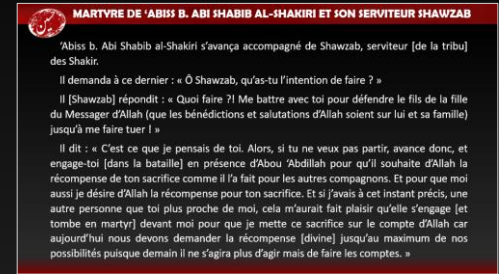 MARTYRE DE ‘ABISS B. ABI SHABIB AL-SHAKIRI ET SON SERVITEUR SHAWZAB
‘Abiss b. Abi Shabib al-Shakiri s’avança accompagné de Shawzab, serviteur [de la tribu]
des Shakir.
Il demanda à ce dernier : « Ô Shawzab, qu’as-tu l’intention de faire ? »
Il [Shawzab] répondit : « Quoi faire ?! Me battre avec toi pour défendre le fils de la fille
du Messager d’Allah (que les bénédictions et salutations d’Allah soient sur lui et sa famille)
jusqu’à me faire tuer ! »
Il dit : « C’est ce que je pensais de toi. Alors, si tu ne veux pas partir, avance donc, et
engage-toi [dans la bataille] en présence d’Abou ‘Abdillah pour qu’il souhaite d’Allah la
récompense de ton sacrifice comme il l’a fait pour les autres compagnons. Et pour que moi
aussi je désire d’Allah la récompense pour ton sacrifice. Et si j’avais à cet instant précis, une
autre personne que toi plus proche de moi, cela m’aurait fait plaisir qu’elle s’engage [et
tombe en martyr] devant moi pour que je mette ce sacrifice sur le compte d’Allah car
aujourd’hui nous devons demander la récompense [divine] jusqu’au maximum de nos
possibilités puisque demain il ne s’agira plus d’agir mais de faire les comptes. »